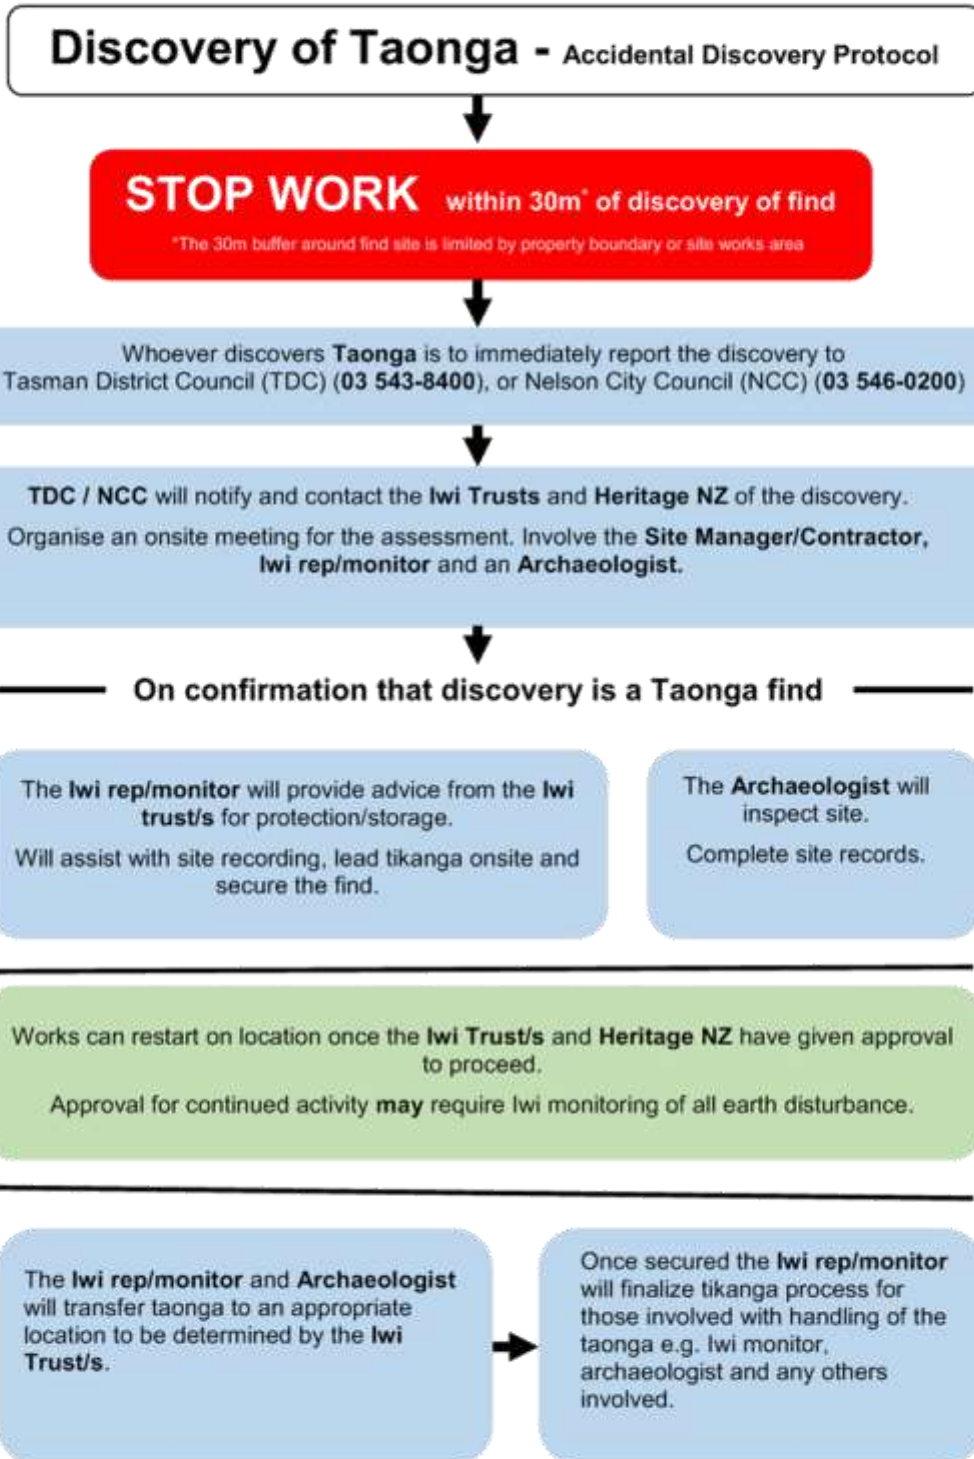 Discovery of Taonga - Accidental Discovery Protocol
STOP WORK within 30m* of discovery of find
*The 30m buffer around find site is limited by property boundary or site works area
Whoever discovers Taonga is to immediately report the discovery to
Tasman District Council (TDC) (03 543-8400), or Nelson City Council (NCC) (03 546-0200)
TDC / NCC will notify and contact the Iwi Trusts and Heritage NZ of the discovery.
Organise an onsite meeting for the assessment. Involve the Site Manager/Contractor,
Iwi rep/monitor and an Archaeologist.
On confirmation that discovery is a Taonga find
The Iwi rep/monitor will provide advice from the Iwi
trust/s for protection/storage.
Will assist with site recording, lead tikanga onsite and
secure the find.
The Archaeologist will
inspect site.
Complete site records.
Works can restart on location once the Iwi Trust/s and Heritage NZ have given approval
to proceed.
Approval for continued activity may require Iwi monitoring of all earth disturbance.
The Iwi rep/monitor and Archaeologist
will transfer taonga to an appropriate
location to be determined by the Iwi
Trust/s.
Once secured the Iwi rep/monitor
will finalize tikanga process for
those involved with handling of the
taonga e.g. Iwi monitor,
archaeologist and any others
involved.